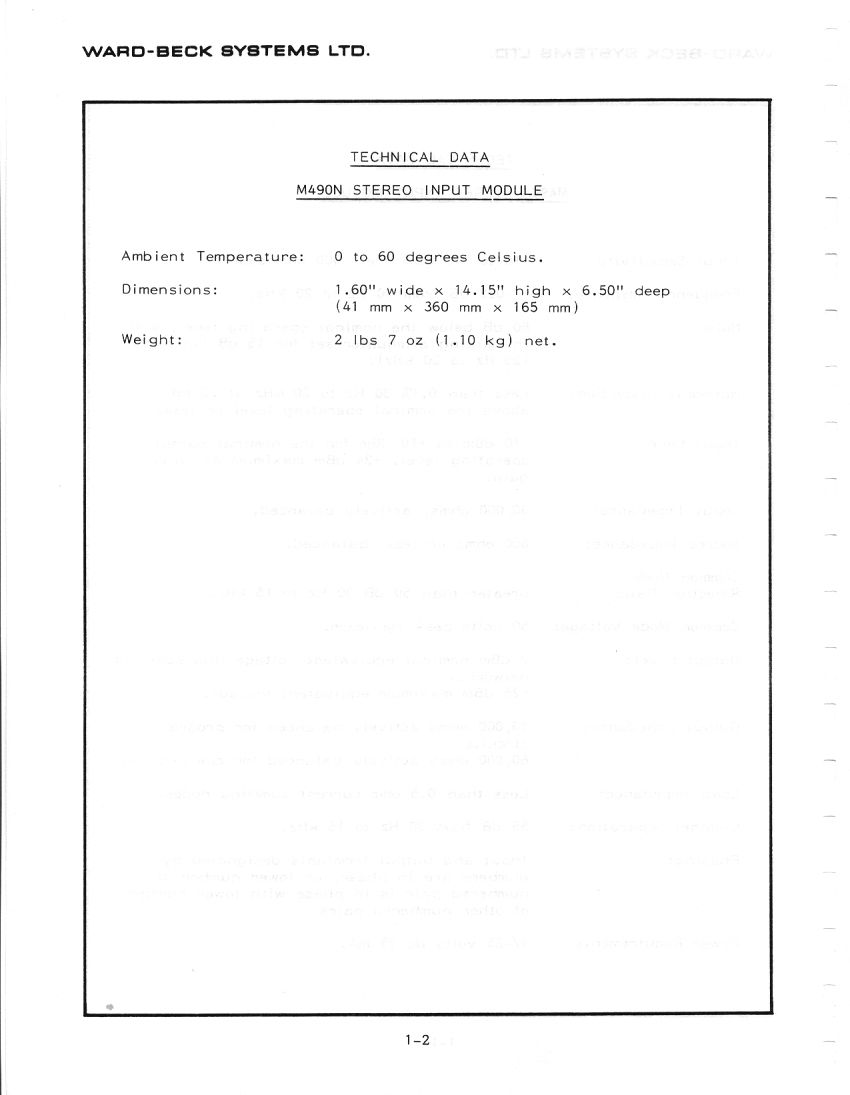 WARD-BECK SYSTEMS LTD.
TECHNICAL DATA
M490N STEREO INPUT MODULE
Ambient Temperature: 0 to 60 degrees Celsius.
Dimensions: 1.60" wide x 14.15" high x 6.50" deep
(41 mm x 360 mm x 165 mm)
Weight: 2 lbs 7 oz (1.10 kg) net.
1-2